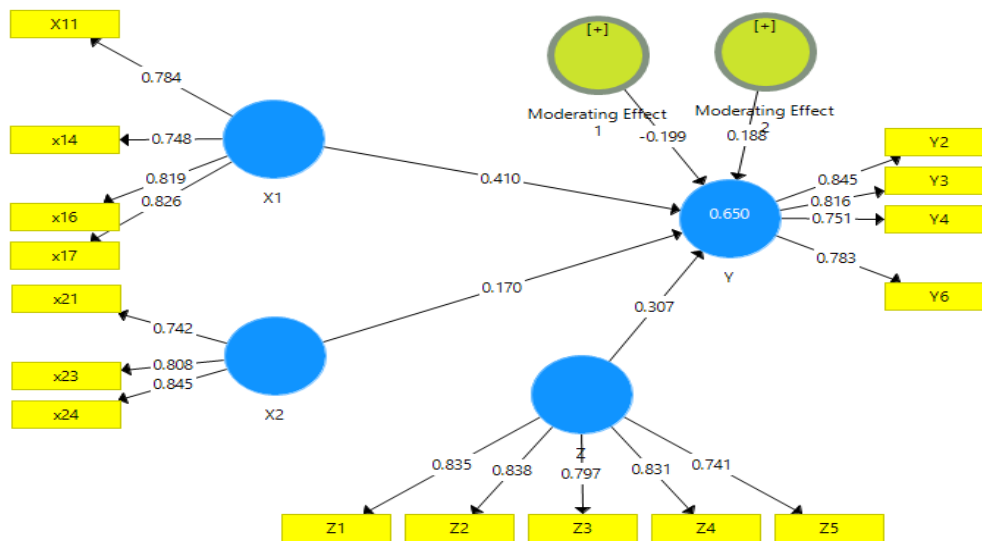 X11
[+]
[+]
0.784
Moderating Effect
1
Moderating Effect
2
x14
0.748
-0.199
0.188
Y2
0.845
0.819
0.410
Y3
0.816
X1
x16
0.826
0.650
0.751
Y4
x17
0.783
Y
x21
0.170
Y6
0.742
0.307
0.808
x23
0.845
x24
X2
Z
0.835
0.838
0.797
0.831
0.741
Z1
Z2
Z3
Z4
Z5